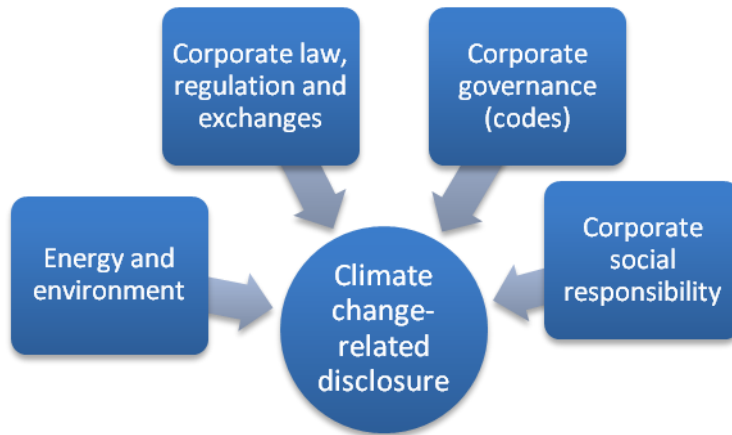 Corporate law,
regulation and
exchanges
Corporate
governance
(codes)
Energy and
environment
Corporate
social
responsibility
Climate
change-
related
disclosure